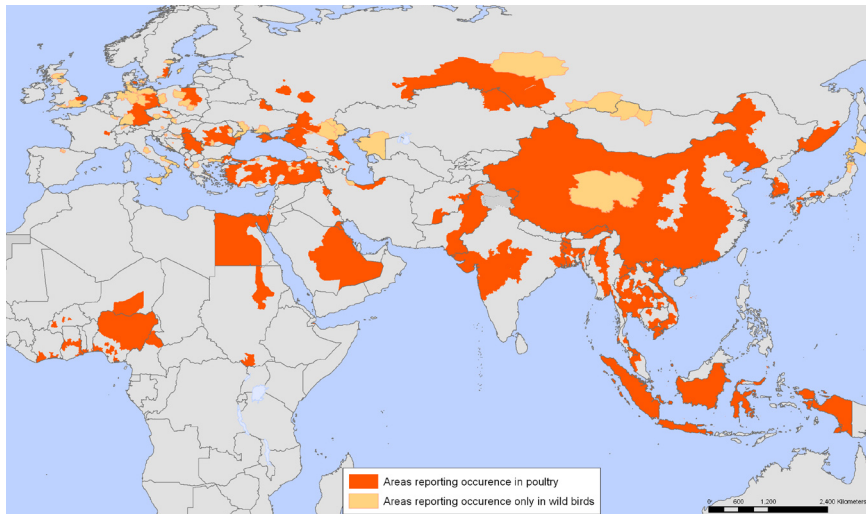 Areas reporting occurence in poultry
Areas reporting occurence only in wild birds
0 600 1,200 2,400 Kilometers